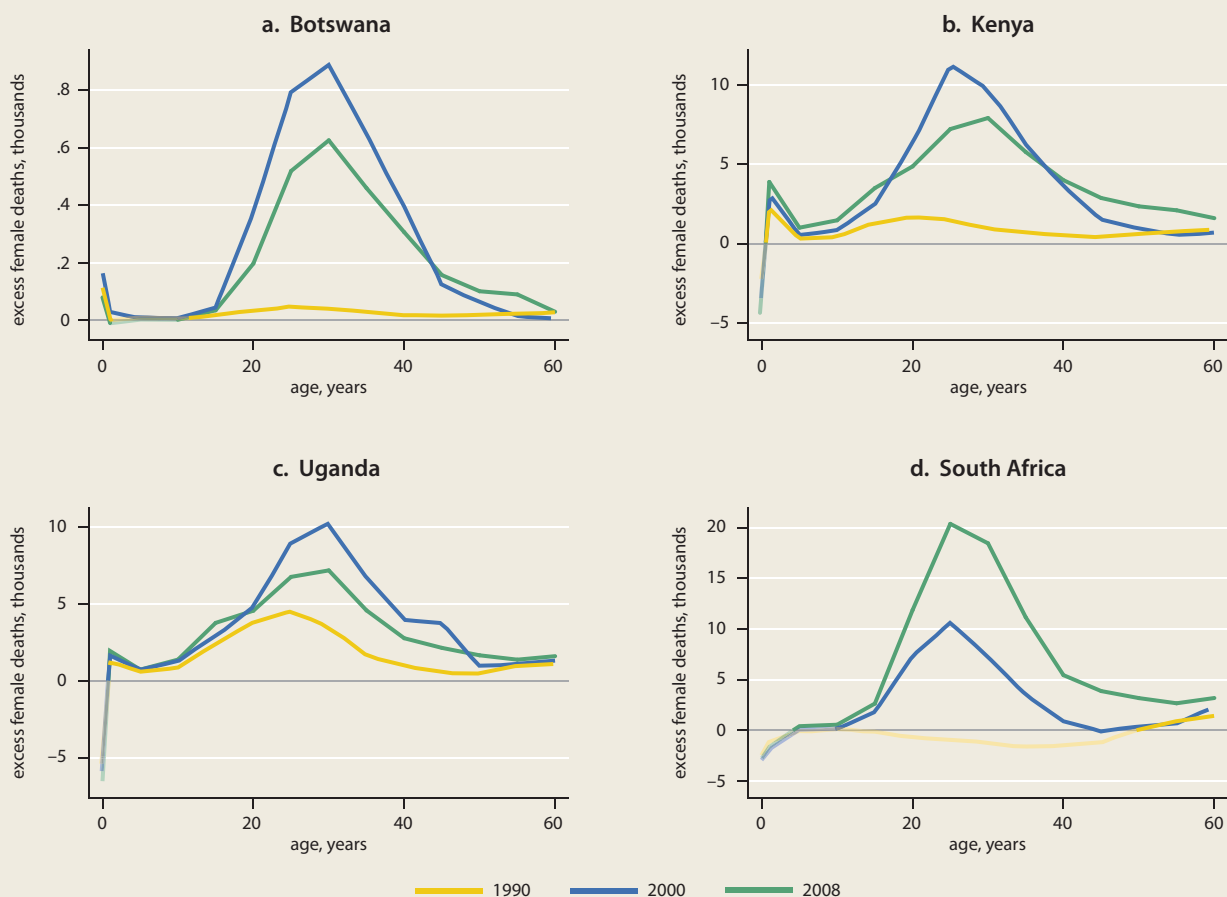 a. Botswana
excess female deaths, thousands
.8
.6
.4
.2
0
0 20 40 60
age, years
b. Kenya
excess female deaths, thousands
10
5
0
–5
0 20 40 60
age, years
c. Uganda
excess female deaths, thousands
10
5
0
–5
0 20 40 60
age, years
d. South Africa
excess female deaths, thousands
20
15
10
5
0
–5
0 20 40 60
age, years
1990 2000 2008